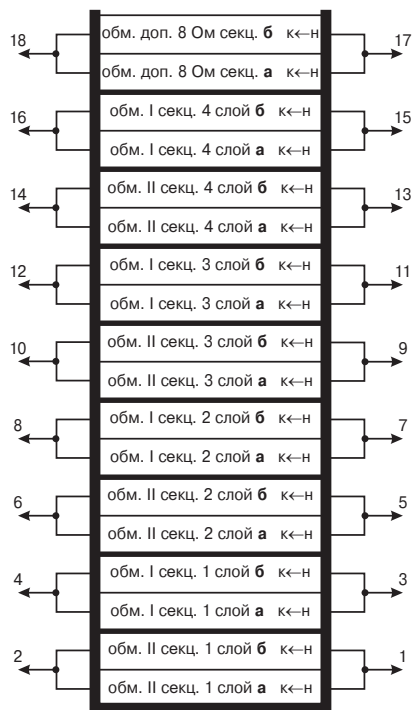 18 обм. доп. 8 Ом секц. б к←н 17
обм. доп. 8 Ом секц. а к←н
16 обм. I секц. 4 слой б к←н 15
обм. I секц. 4 слой а к←н
14 обм. II секц. 4 слой б к←н 13
обм. II секц. 4 слой а к←н
12 обм. I секц. 3 слой б к←н 11
обм. I секц. 3 слой а к←н
10 обм. II секц. 3 слой б к←н 9
обм. II секц. 3 слой а к←н
8 обм. I секц. 2 слой б к←н 7
обм. I секц. 2 слой а к←н
6 обм. II секц. 2 слой б к←н 5
обм. II секц. 2 слой а к←н
4 обм. I секц. 1 слой б к←н 3
обм. I секц. 1 слой а к←н
2 обм. II секц. 1 слой б к←н 1
обм. II секц. 1 слой а к←н